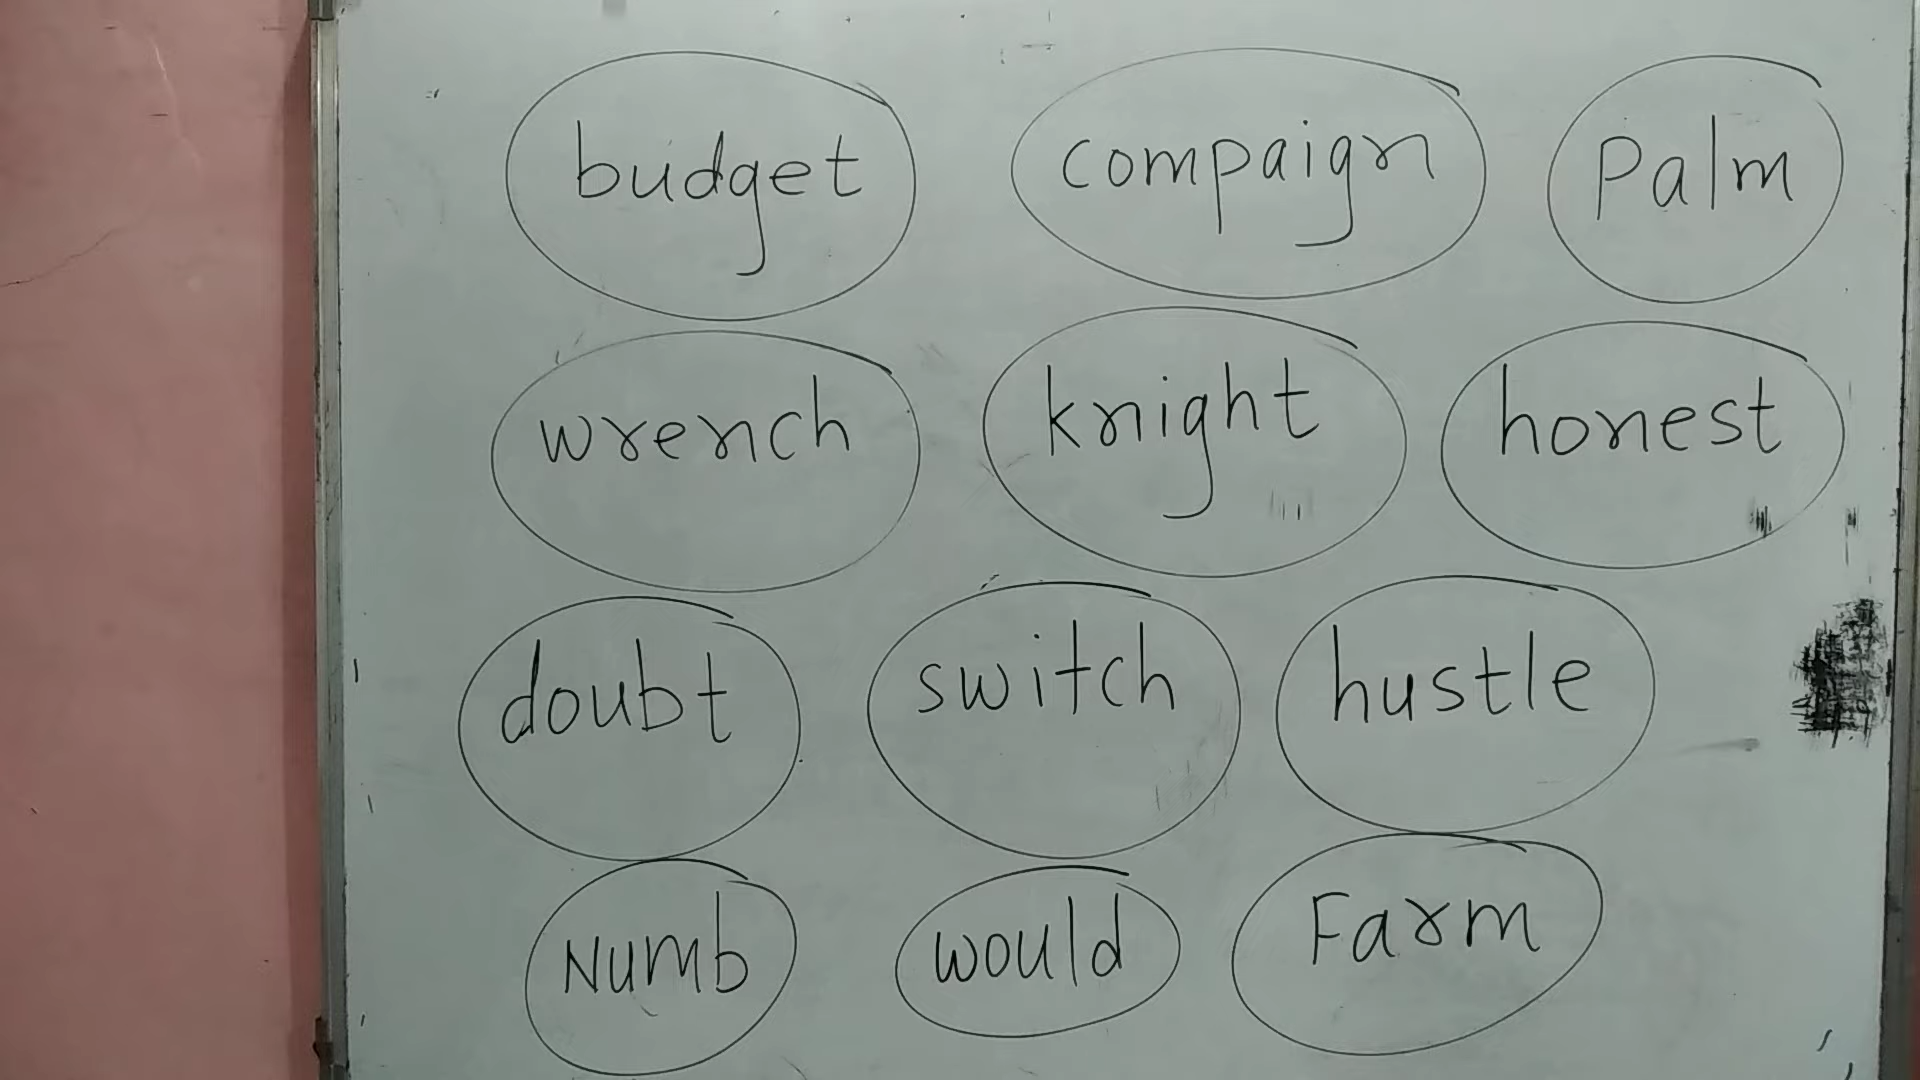 budget compaign Palm
wrench knight honest
doubt switch hustle
Numb would Farm